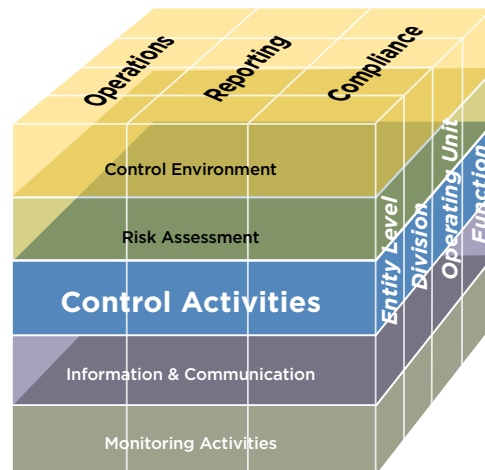 Operations
Reporting
Compliance
Control Environment
Risk Assessment
Control Activities
Information & Communication
Monitoring Activities
Entity Level
Division
Operating Unit
Function